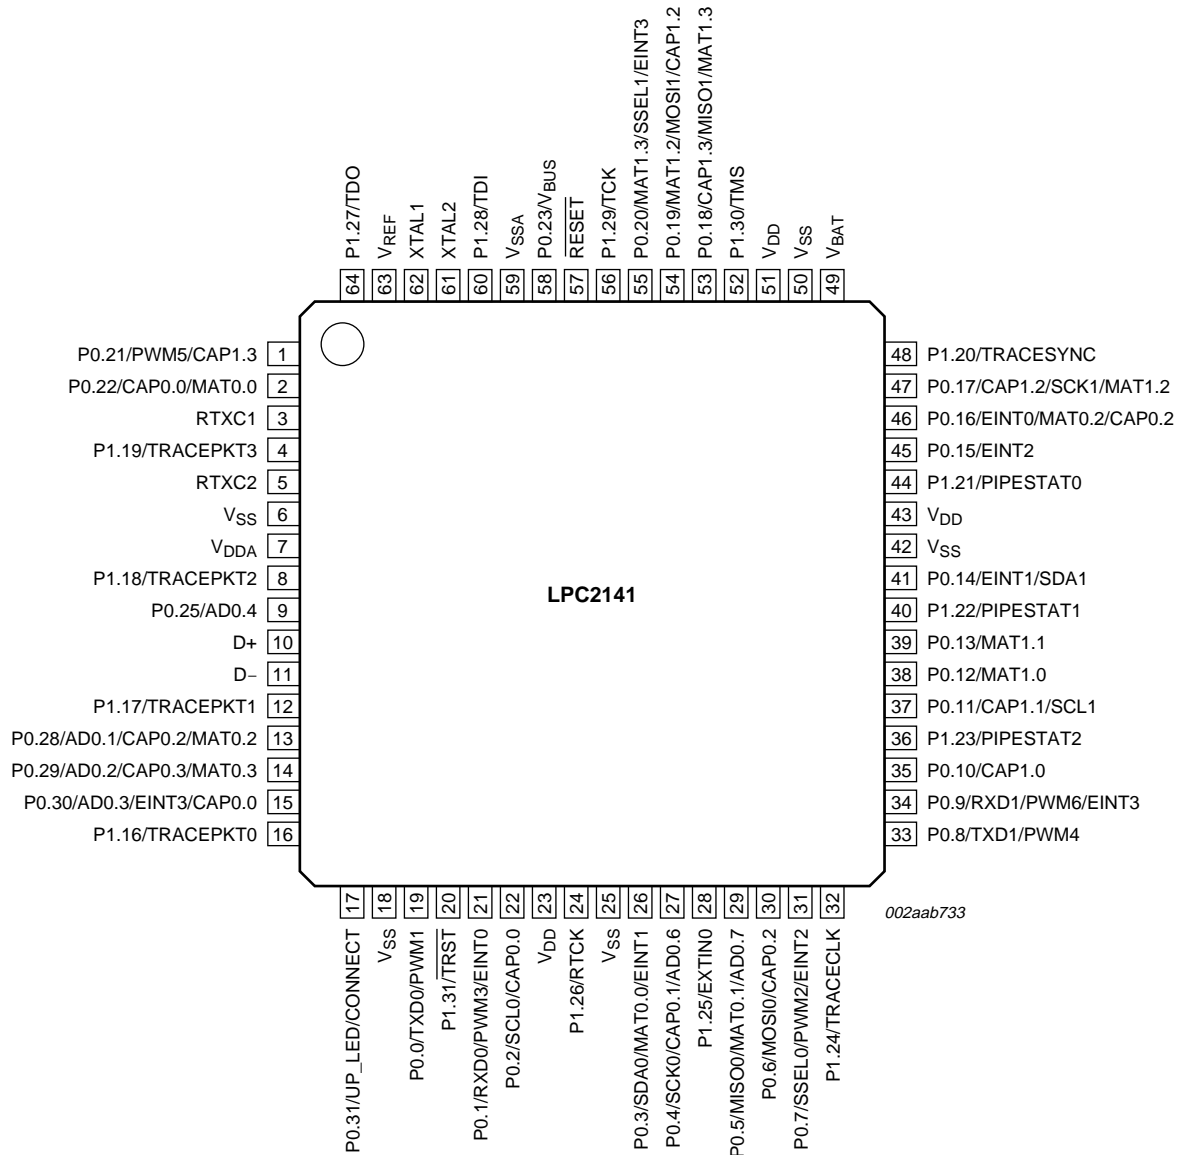 P1.27/TDO
VREF
XTAL1
XTAL2
P1.28/TDI
VSSA
P0.23/VBUS
RESET
P1.29/TCK
P0.20/MAT1.3/SSEL1/EINT3
P0.19/MAT1.2/MOSI1/CAP1.2
P0.18/CAP1.3/MISO1/MAT1.3
P1.30/TMS
VDD
VSS
VBAT
64 63 62 61 60 59 58 57 56 55 54 53 52 51 50 49
P0.21/PWM5/CAP1.3 1
P0.22/CAP0.0/MAT0.0 2
RTXC1 3
P1.19/TRACEPKT3 4
RTXC2 5
VSS 6
VDDA 7
P1.18/TRACEPKT2 8
P0.25/AD0.4 9
D+ 10
D− 11
P1.17/TRACEPKT1 12
P0.28/AD0.1/CAP0.2/MAT0.2 13
P0.29/AD0.2/CAP0.3/MAT0.3 14
P0.30/AD0.3/EINT3/CAP0.0 15
P1.16/TRACEPKT0 16
LPC2141
48 P1.20/TRACESYNC
47 P0.17/CAP1.2/SCK1/MAT1.2
46 P0.16/EINT0/MAT0.2/CAP0.2
45 P0.15/EINT2
44 P1.21/PIPESTAT0
43 VDD
42 VSS
41 P0.14/EINT1/SDA1
40 P1.22/PIPESTAT1
39 P0.13/MAT1.1
38 P0.12/MAT1.0
37 P0.11/CAP1.1/SCL1
36 P1.23/PIPESTAT2
35 P0.10/CAP1.0
34 P0.9/RXD1/PWM6/EINT3
33 P0.8/TXD1/PWM4
17 18 19 20 21 22 23 24 25 26 27 28 29 30 31 32
P0.31/UP_LED/CONNECT
VSS
P0.0/TXD0/PWM1
P1.31/TRST
P0.1/RXD0/PWM3/EINT0
P0.2/SCL0/CAP0.0
VDD
P1.26/RTCK
VSS
P0.3/SDA0/MAT0.0/EINT1
P0.4/SCK0/CAP0.1/AD0.6
P1.25/EXTIN0
P0.5/MISO0/MAT0.1/AD0.7
P0.6/MOSI0/CAP0.2
P0.7/SSEL0/PWM2/EINT2
P1.24/TRACECLK
002aab733